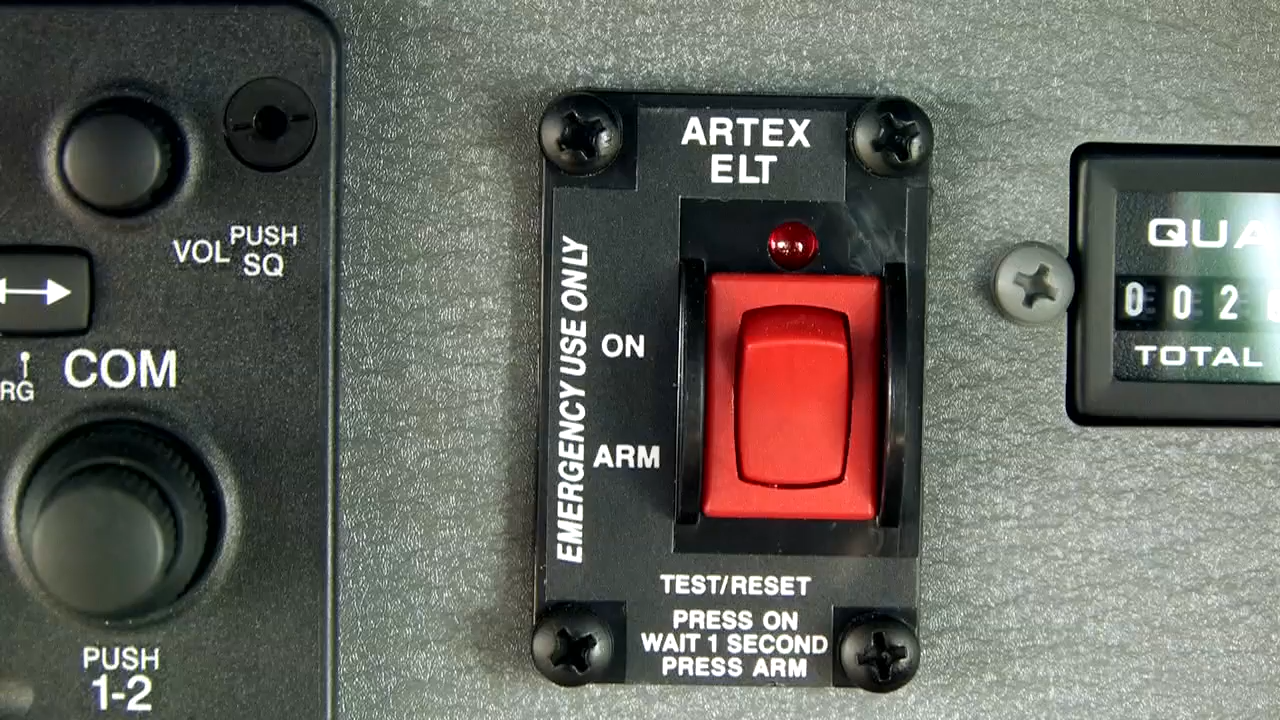 VOL PUSH
SQ
RG
COM
PUSH
1-2
ARTEX
ELT
EMERGENCY USE ONLY
ON
ARM
TEST/RESET
PRESS ON
WAIT 1 SECOND
PRESS ARM
QUA
0 0 2
TOTAL